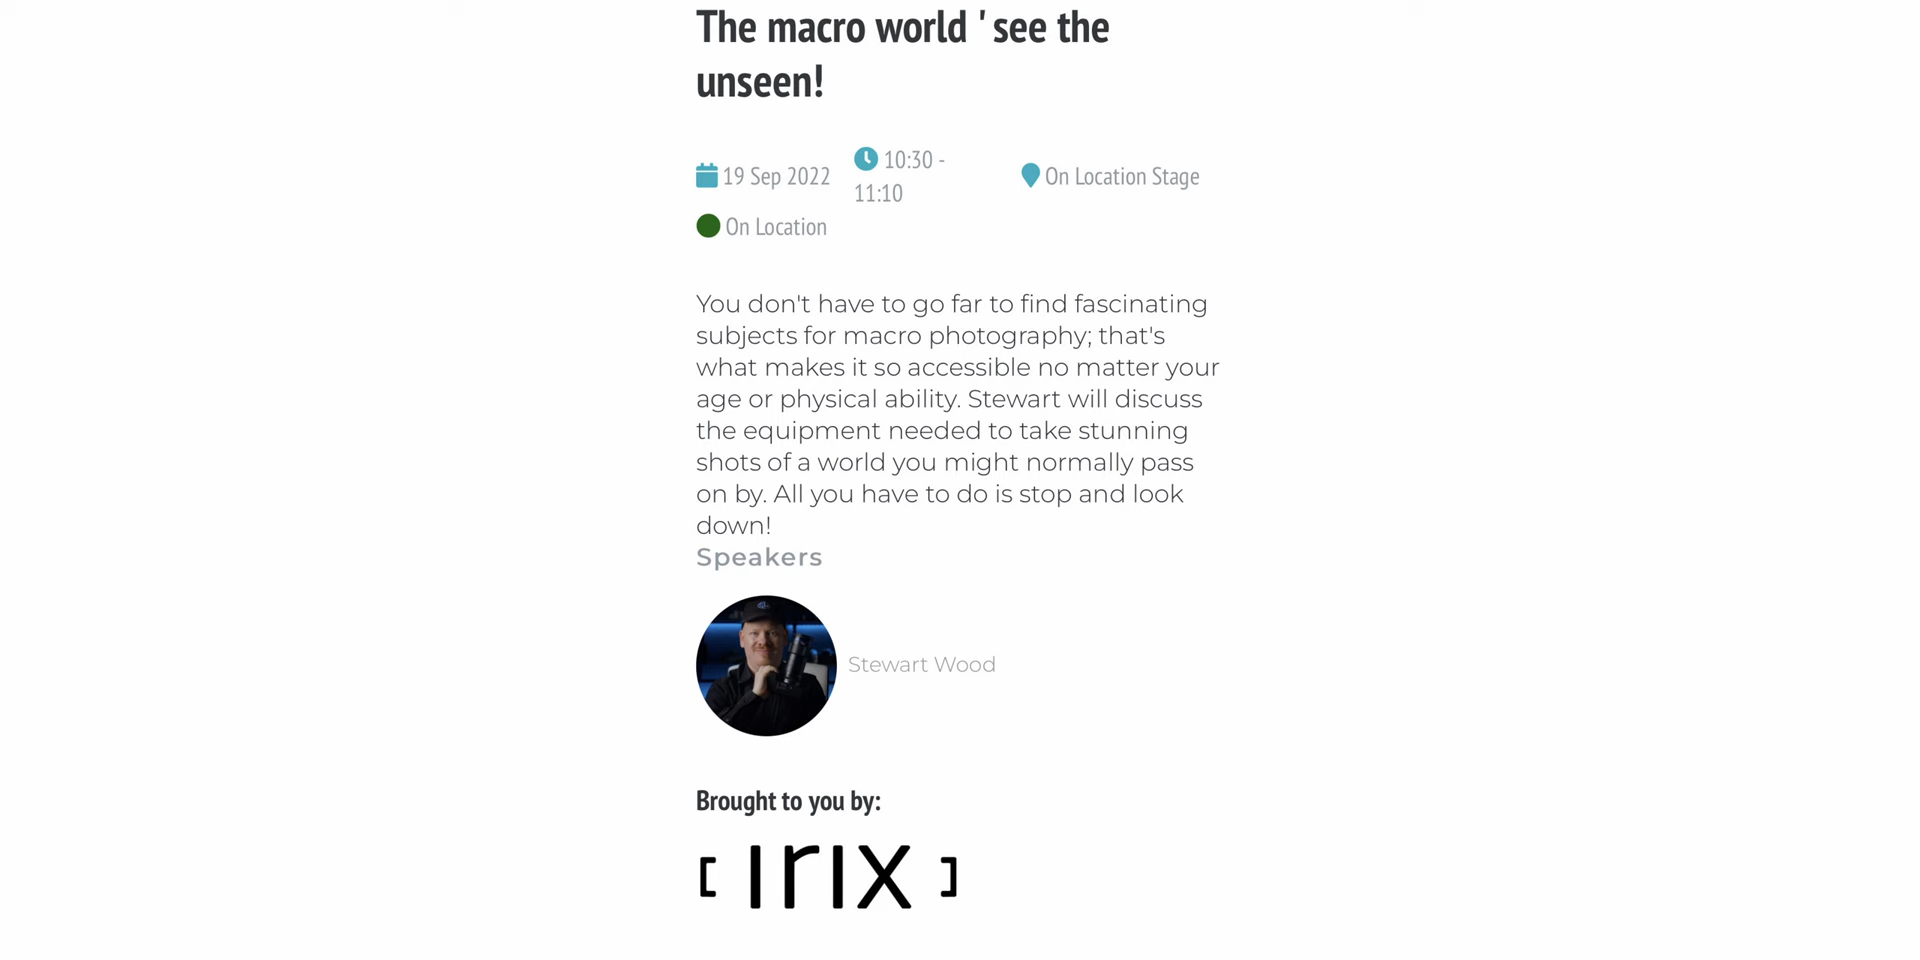 The macro world ' see the
unseen!
19 Sep 2022
10:30 -
11:10
On Location Stage
On Location
You don't have to go far to find fascinating
subjects for macro photography; that's
what makes it so accessible no matter your
age or physical ability. Stewart will discuss
the equipment needed to take stunning
shots of a world you might normally pass
on by. All you have to do is stop and look
down!
Speakers
Stewart Wood
Brought to you by:
[ ırıx ]